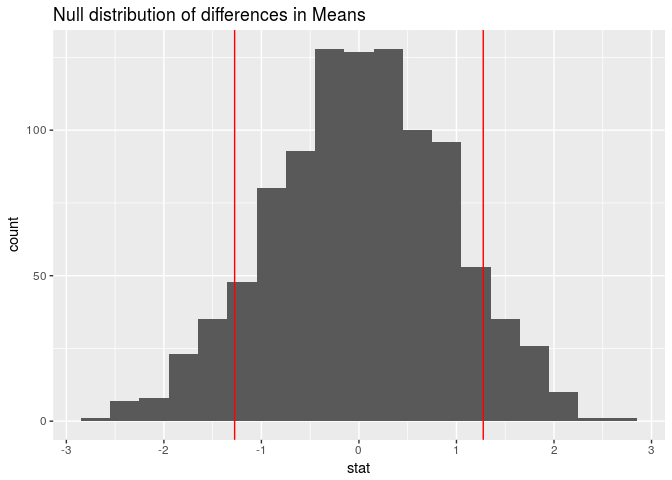 Null distribution of differences in Means
100
50
0
count
-3 -2 -1 0 1 2 3
stat